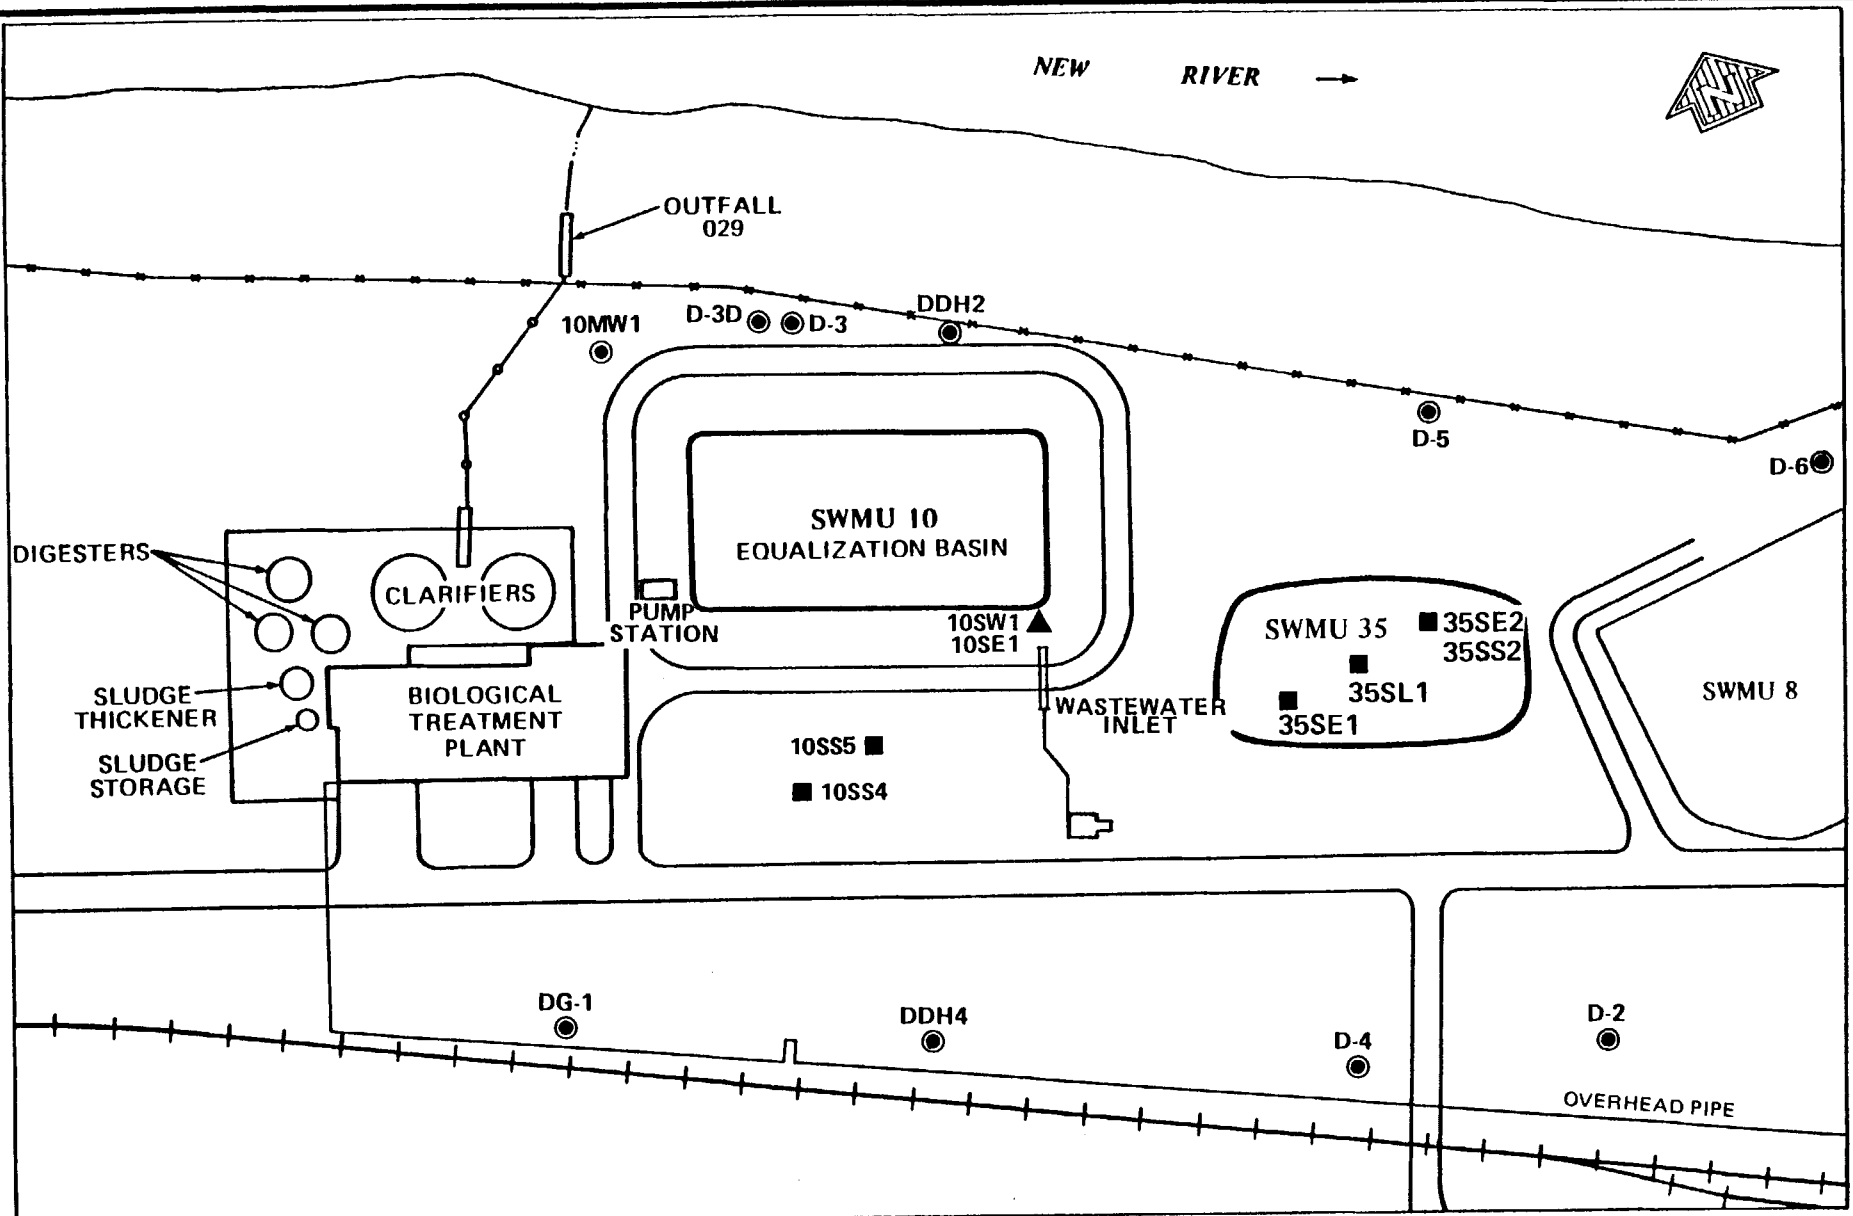 NEW RIVER
N
OUTFALL
029
10MW1
D-3D
D-3
DDH2
D-5
D-6
SWMU 10
EQUALIZATION BASIN
DIGESTERS
CLARIFIERS
PUMP
STATION
10SW1
10SE1
SWMU 35
35SE2
35SS2
35SL1
35SE1
SWMU 8
SLUDGE
THICKENER
BIOLOGICAL
TREATMENT
PLANT
WASTEWATER
INLET
SLUDGE
STORAGE
10SS5
10SS4
DG-1
DDH4
D-4
D-2
OVERHEAD PIPE